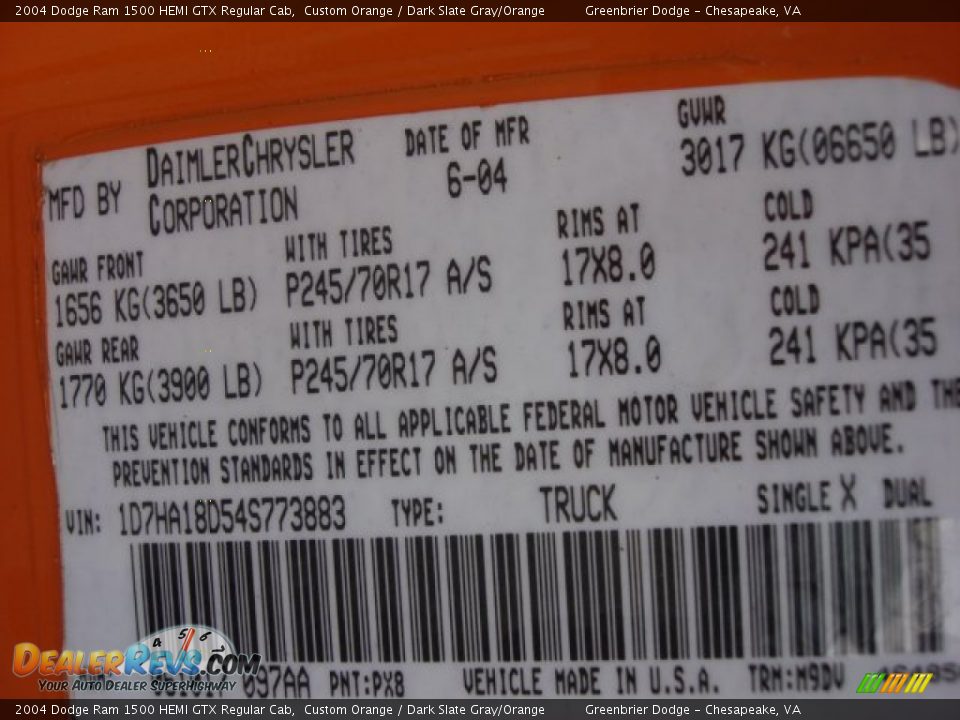 2004 Dodge Ram 1500 HEMI GTX Regular Cab, Custom Orange / Dark Slate Gray/Orange Greenbrier Dodge - Chesapeake, VA
MFD BY DAIMLERCHRYSLER CORPORATION
DATE OF MFR 6-04
GVWR 3017 KG(06650 LB)
GAWR FRONT WITH TIRES RIMS AT COLD
1656 KG(3650 LB) P245/70R17 A/S 17X8.0 241 KPA(35
GAWR REAR WITH TIRES RIMS AT COLD
1770 KG(3900 LB) P245/70R17 A/S 17X8.0 241 KPA(35
THIS VEHICLE CONFORMS TO ALL APPLICABLE FEDERAL MOTOR VEHICLE SAFETY AND THE
PREVENTION STANDARDS IN EFFECT ON THE DATE OF MANUFACTURE SHOWN ABOVE.
VIN: 1D7HA18D54S773883 TYPE: TRUCK SINGLE X DUAL
097AA PNT:PX8 VEHICLE MADE IN U.S.A. TRM:M9DV
4 5 6
DEALERREVS.COM
Your Auto Dealer SuperHighway
2004 Dodge Ram 1500 HEMI GTX Regular Cab, Custom Orange / Dark Slate Gray/Orange Greenbrier Dodge - Chesapeake, VA